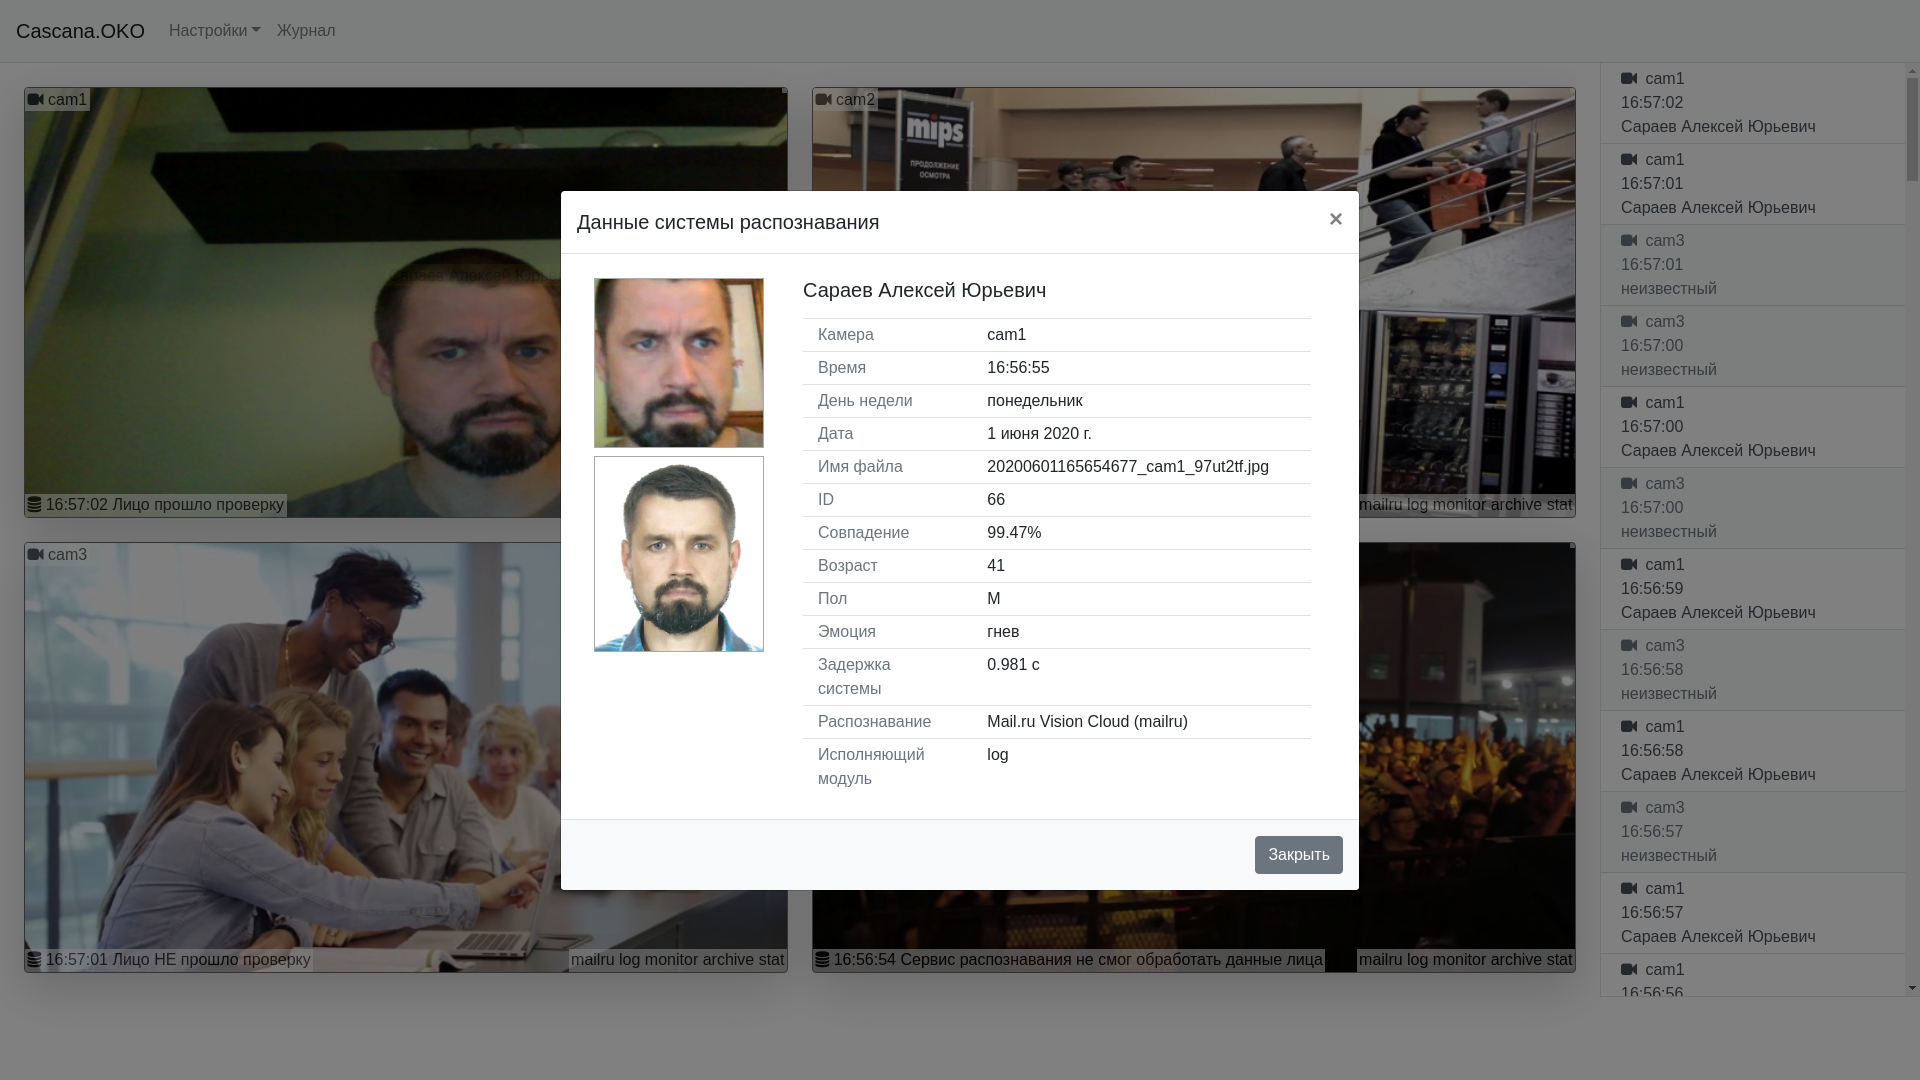 Cascana.OKO Настройки Журнал
cam1
mips
ПРОДОЛЖЕНИЕ
ОСМОТРА
16:57:02 Лицо прошло проверку
cam2
mailru log monitor archive stat
cam3
16:57:01 Лицо НЕ прошло проверку
mailru log monitor archive stat
16:56:54 Сервис распознавания не смог обработать данные лица
mailru log monitor archive stat
Данные системы распознавания ×
Сараев Алексей Юрьевич
Камера cam1
Время 16:56:55
День недели понедельник
Дата 1 июня 2020 г.
Имя файла 20200601165654677_cam1_97ut2tf.jpg
ID 66
Совпадение 99.47%
Возраст 41
Пол М
Эмоция гнев
Задержка 0.981 с
системы
Распознавание Mail.ru Vision Cloud (mailru)
Исполняющий log
модуль
Закрыть
cam1
16:57:02
Сараев Алексей Юрьевич
cam1
16:57:01
Сараев Алексей Юрьевич
cam3
16:57:01
неизвестный
cam3
16:57:00
неизвестный
cam1
16:57:00
Сараев Алексей Юрьевич
cam3
16:57:00
неизвестный
cam1
16:56:59
Сараев Алексей Юрьевич
cam3
16:56:58
неизвестный
cam1
16:56:58
Сараев Алексей Юрьевич
cam3
16:56:57
неизвестный
cam1
16:56:57
Сараев Алексей Юрьевич
cam1
16:56:56